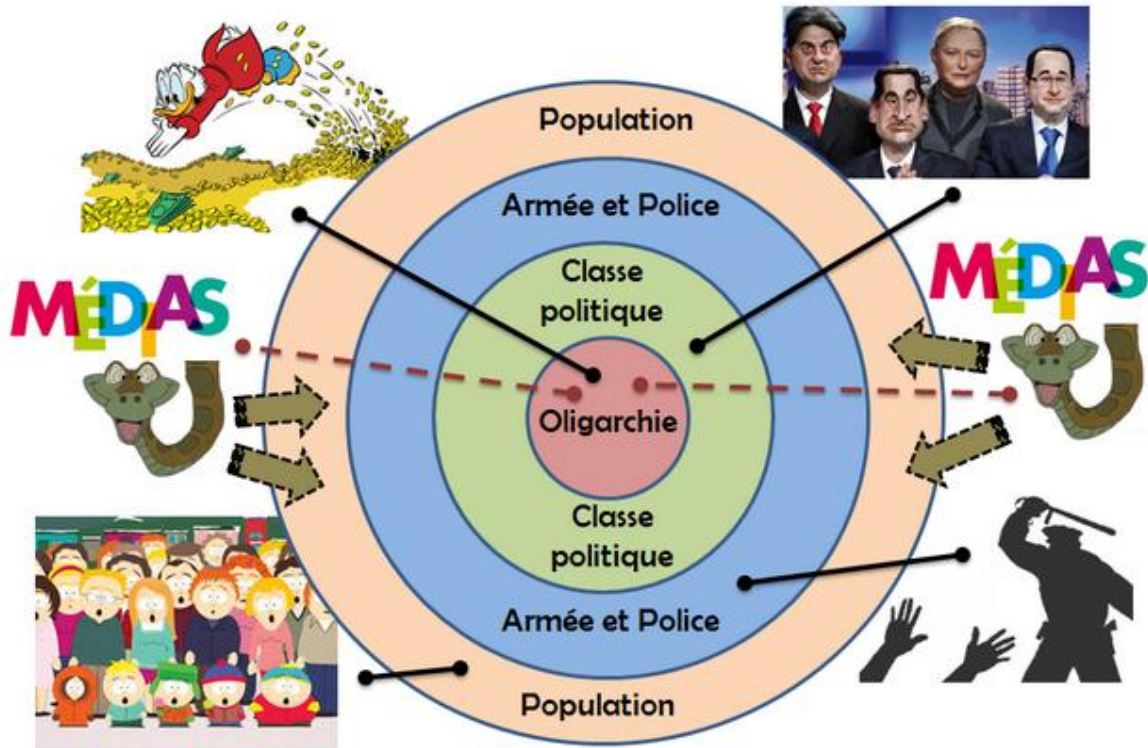 Population
Armée et Police
Classe
politique
MÉDIAS
MÉDIAS
Oligarchie
Classe
politique
Armée et Police
Population